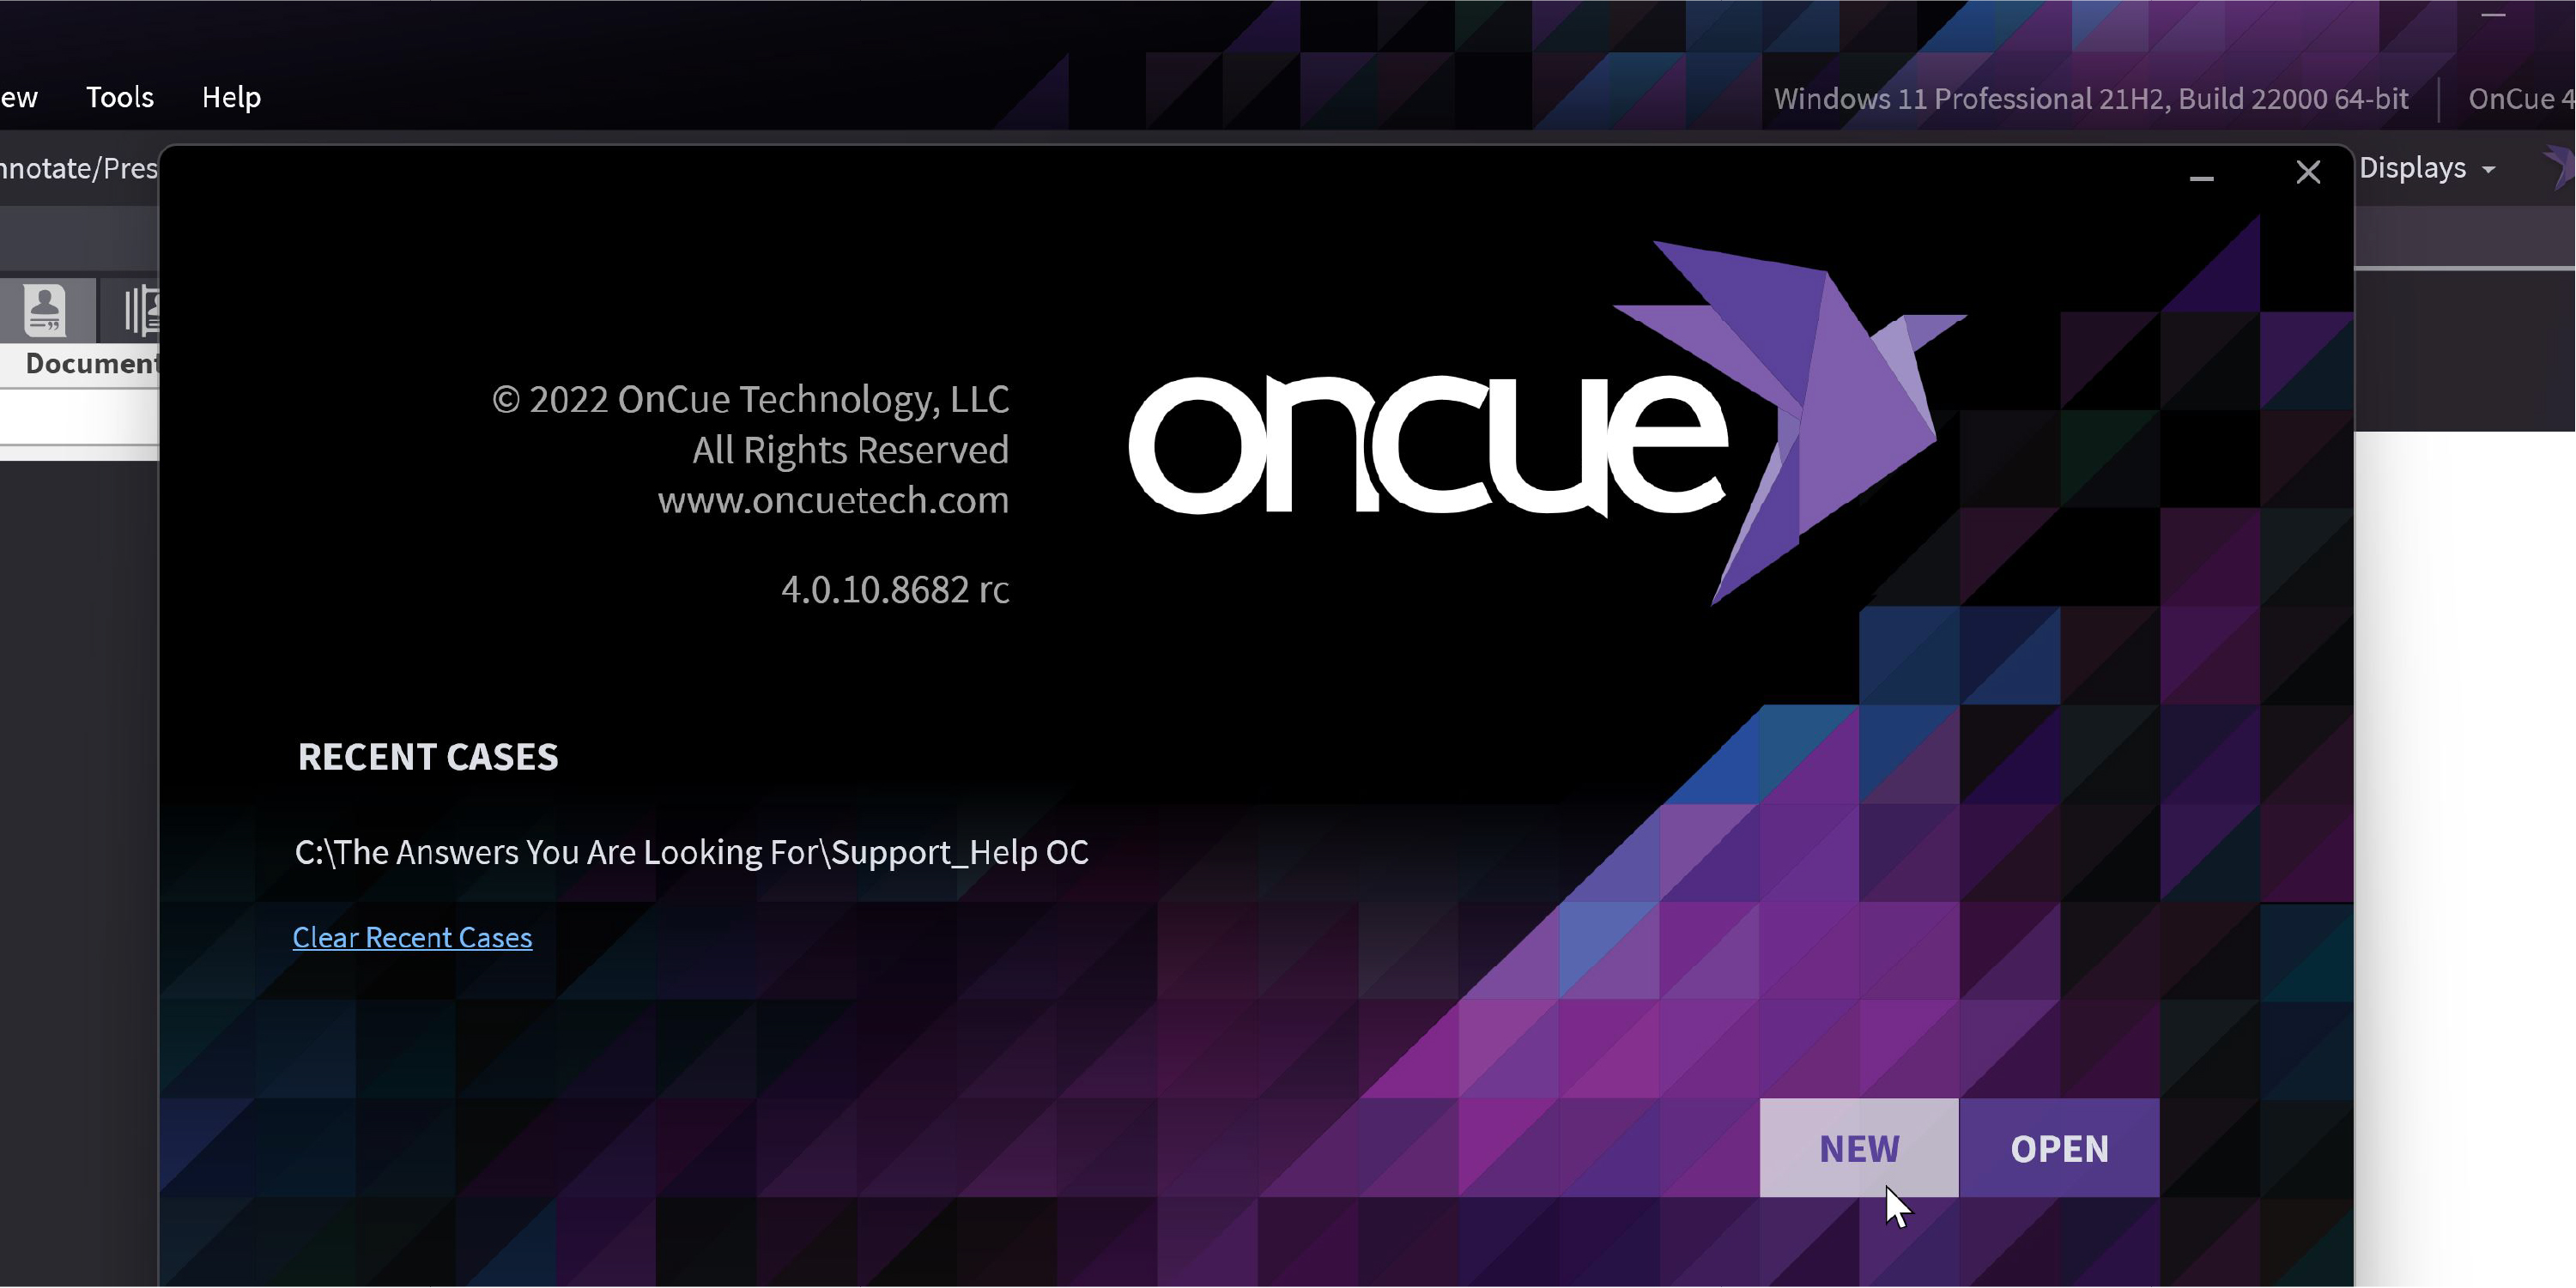 ew Tools Help
Windows 11 Professional 21H2, Build 22000 64-bit OnCue 4
nnotate/Pres
Displays
Document
© 2022 OnCue Technology, LLC
All Rights Reserved
www.oncuetech.com
4.0.10.8682 rc
oncue
RECENT CASES
C:\The Answers You Are Looking For\Support_Help OC
Clear Recent Cases
NEW OPEN